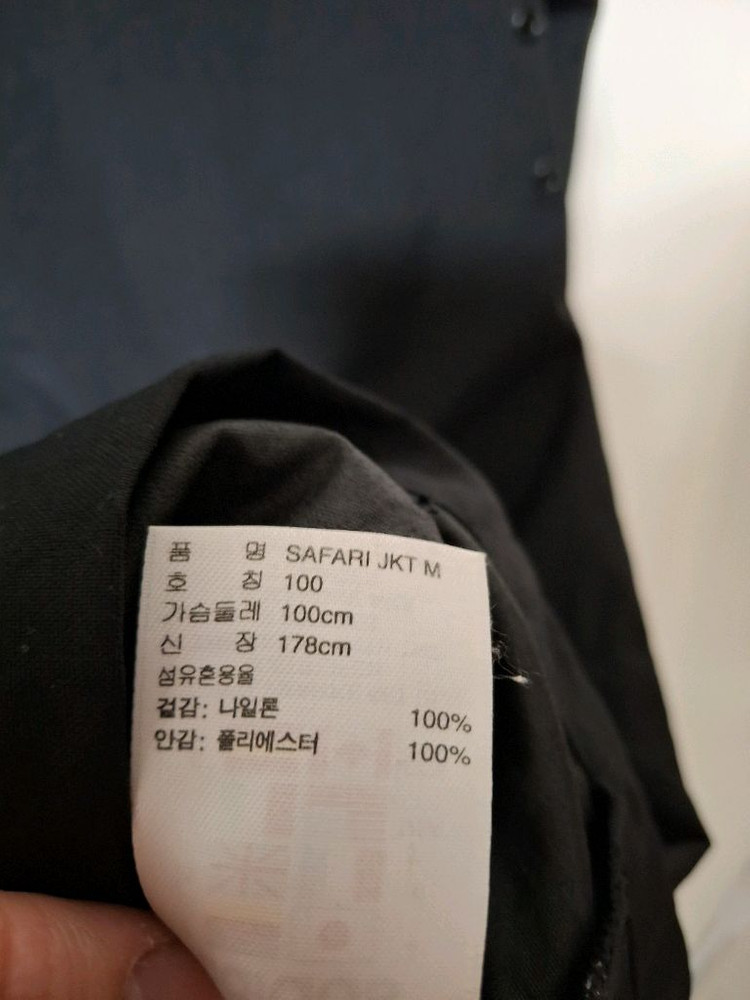 품 명 SAFARI JKT M
호 칭 100
가슴둘레 100cm
신 장 178cm
섬유혼용율
겉감: 나일론 100%
안감: 폴리에스터 100%